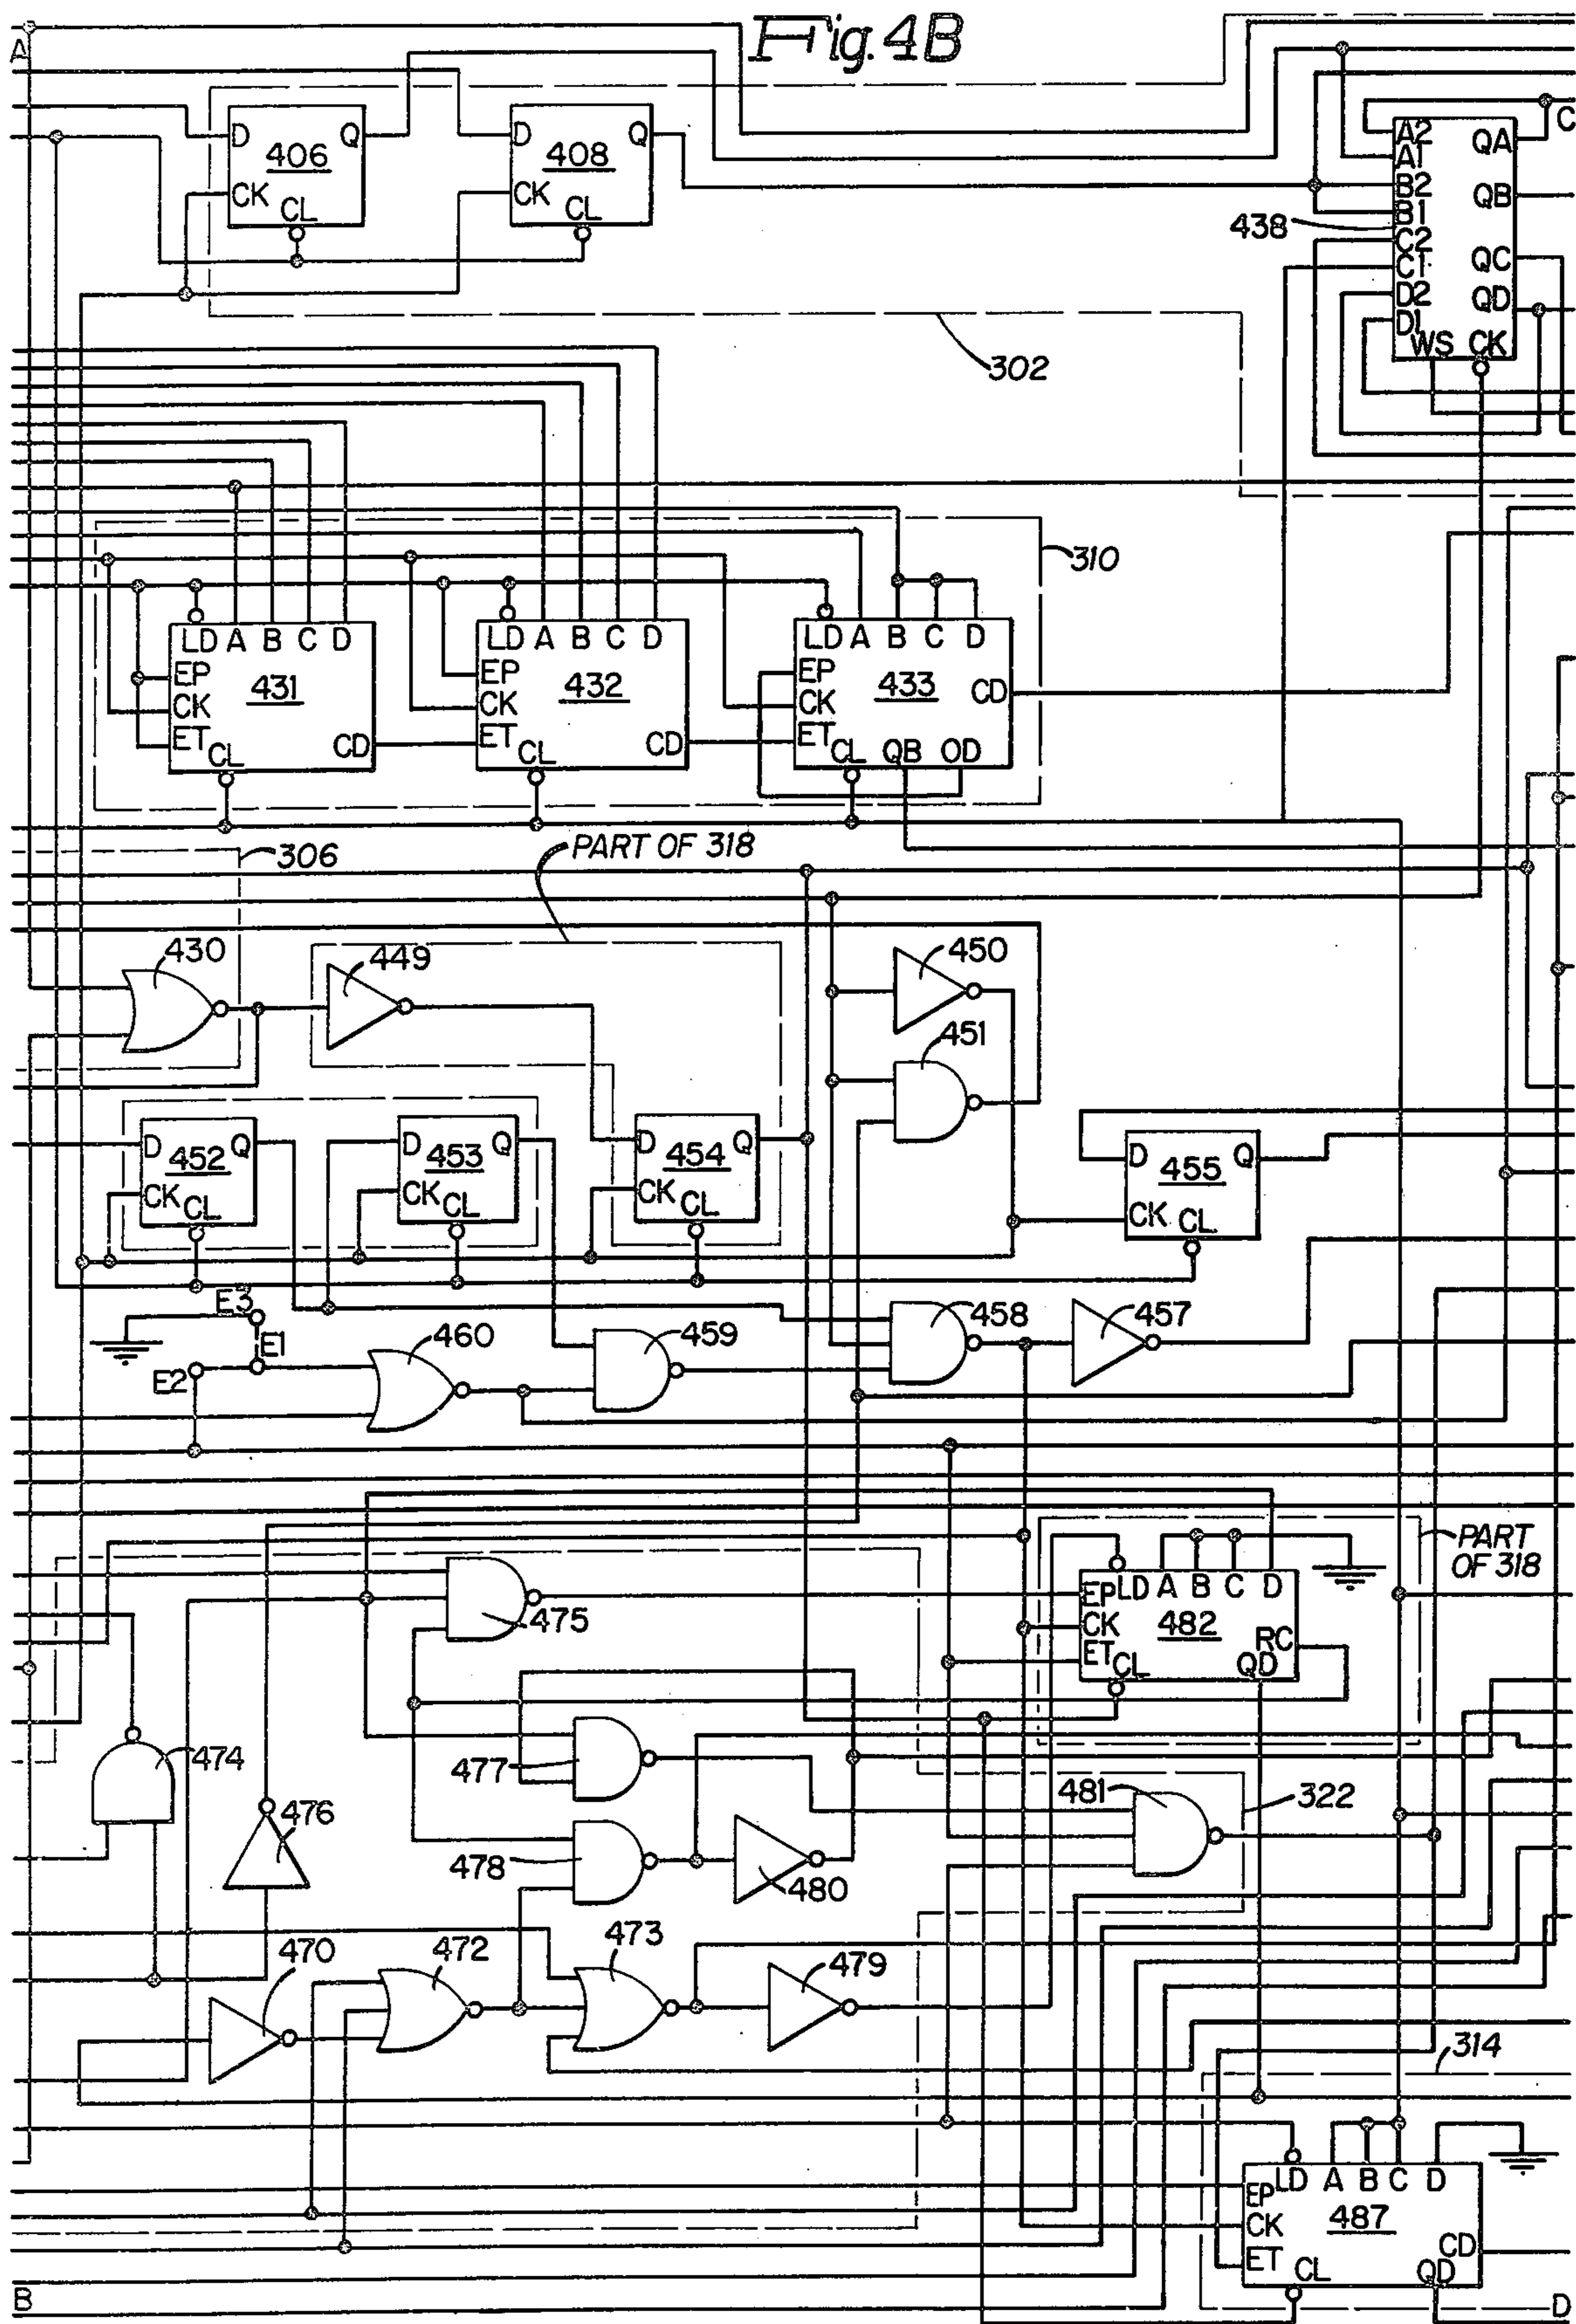 Fig. 4B
A
D Q
406
CK
CL
D Q
408
CK
CL
A2
A1
B2
B1
C2
C1
D2
D1
QA
QB
QC
QD
WS CK
C
438
302
310
LD A B C D
EP
431
CK
ET
CL
CD
LD A B C D
EP
432
CK
ET
CL
CD
LD A B C D
EP
433
CK
CD
ET
CL
QB OD
306
PART OF 318
430
449
450
451
D Q
452
CK
CL
D Q
453
CK
CL
D Q
454
CK
CL
D Q
455
CK CL
E3
E1
E2
460
459
458
457
PART
OF 318
475
EP LD A B C D
CK
482
ET
CL
RC
QD
474
477
476
478
480
481
322
470
472
473
479
314
LD A B C D
EP
487
CK
ET
CL
CD
QD
B
D